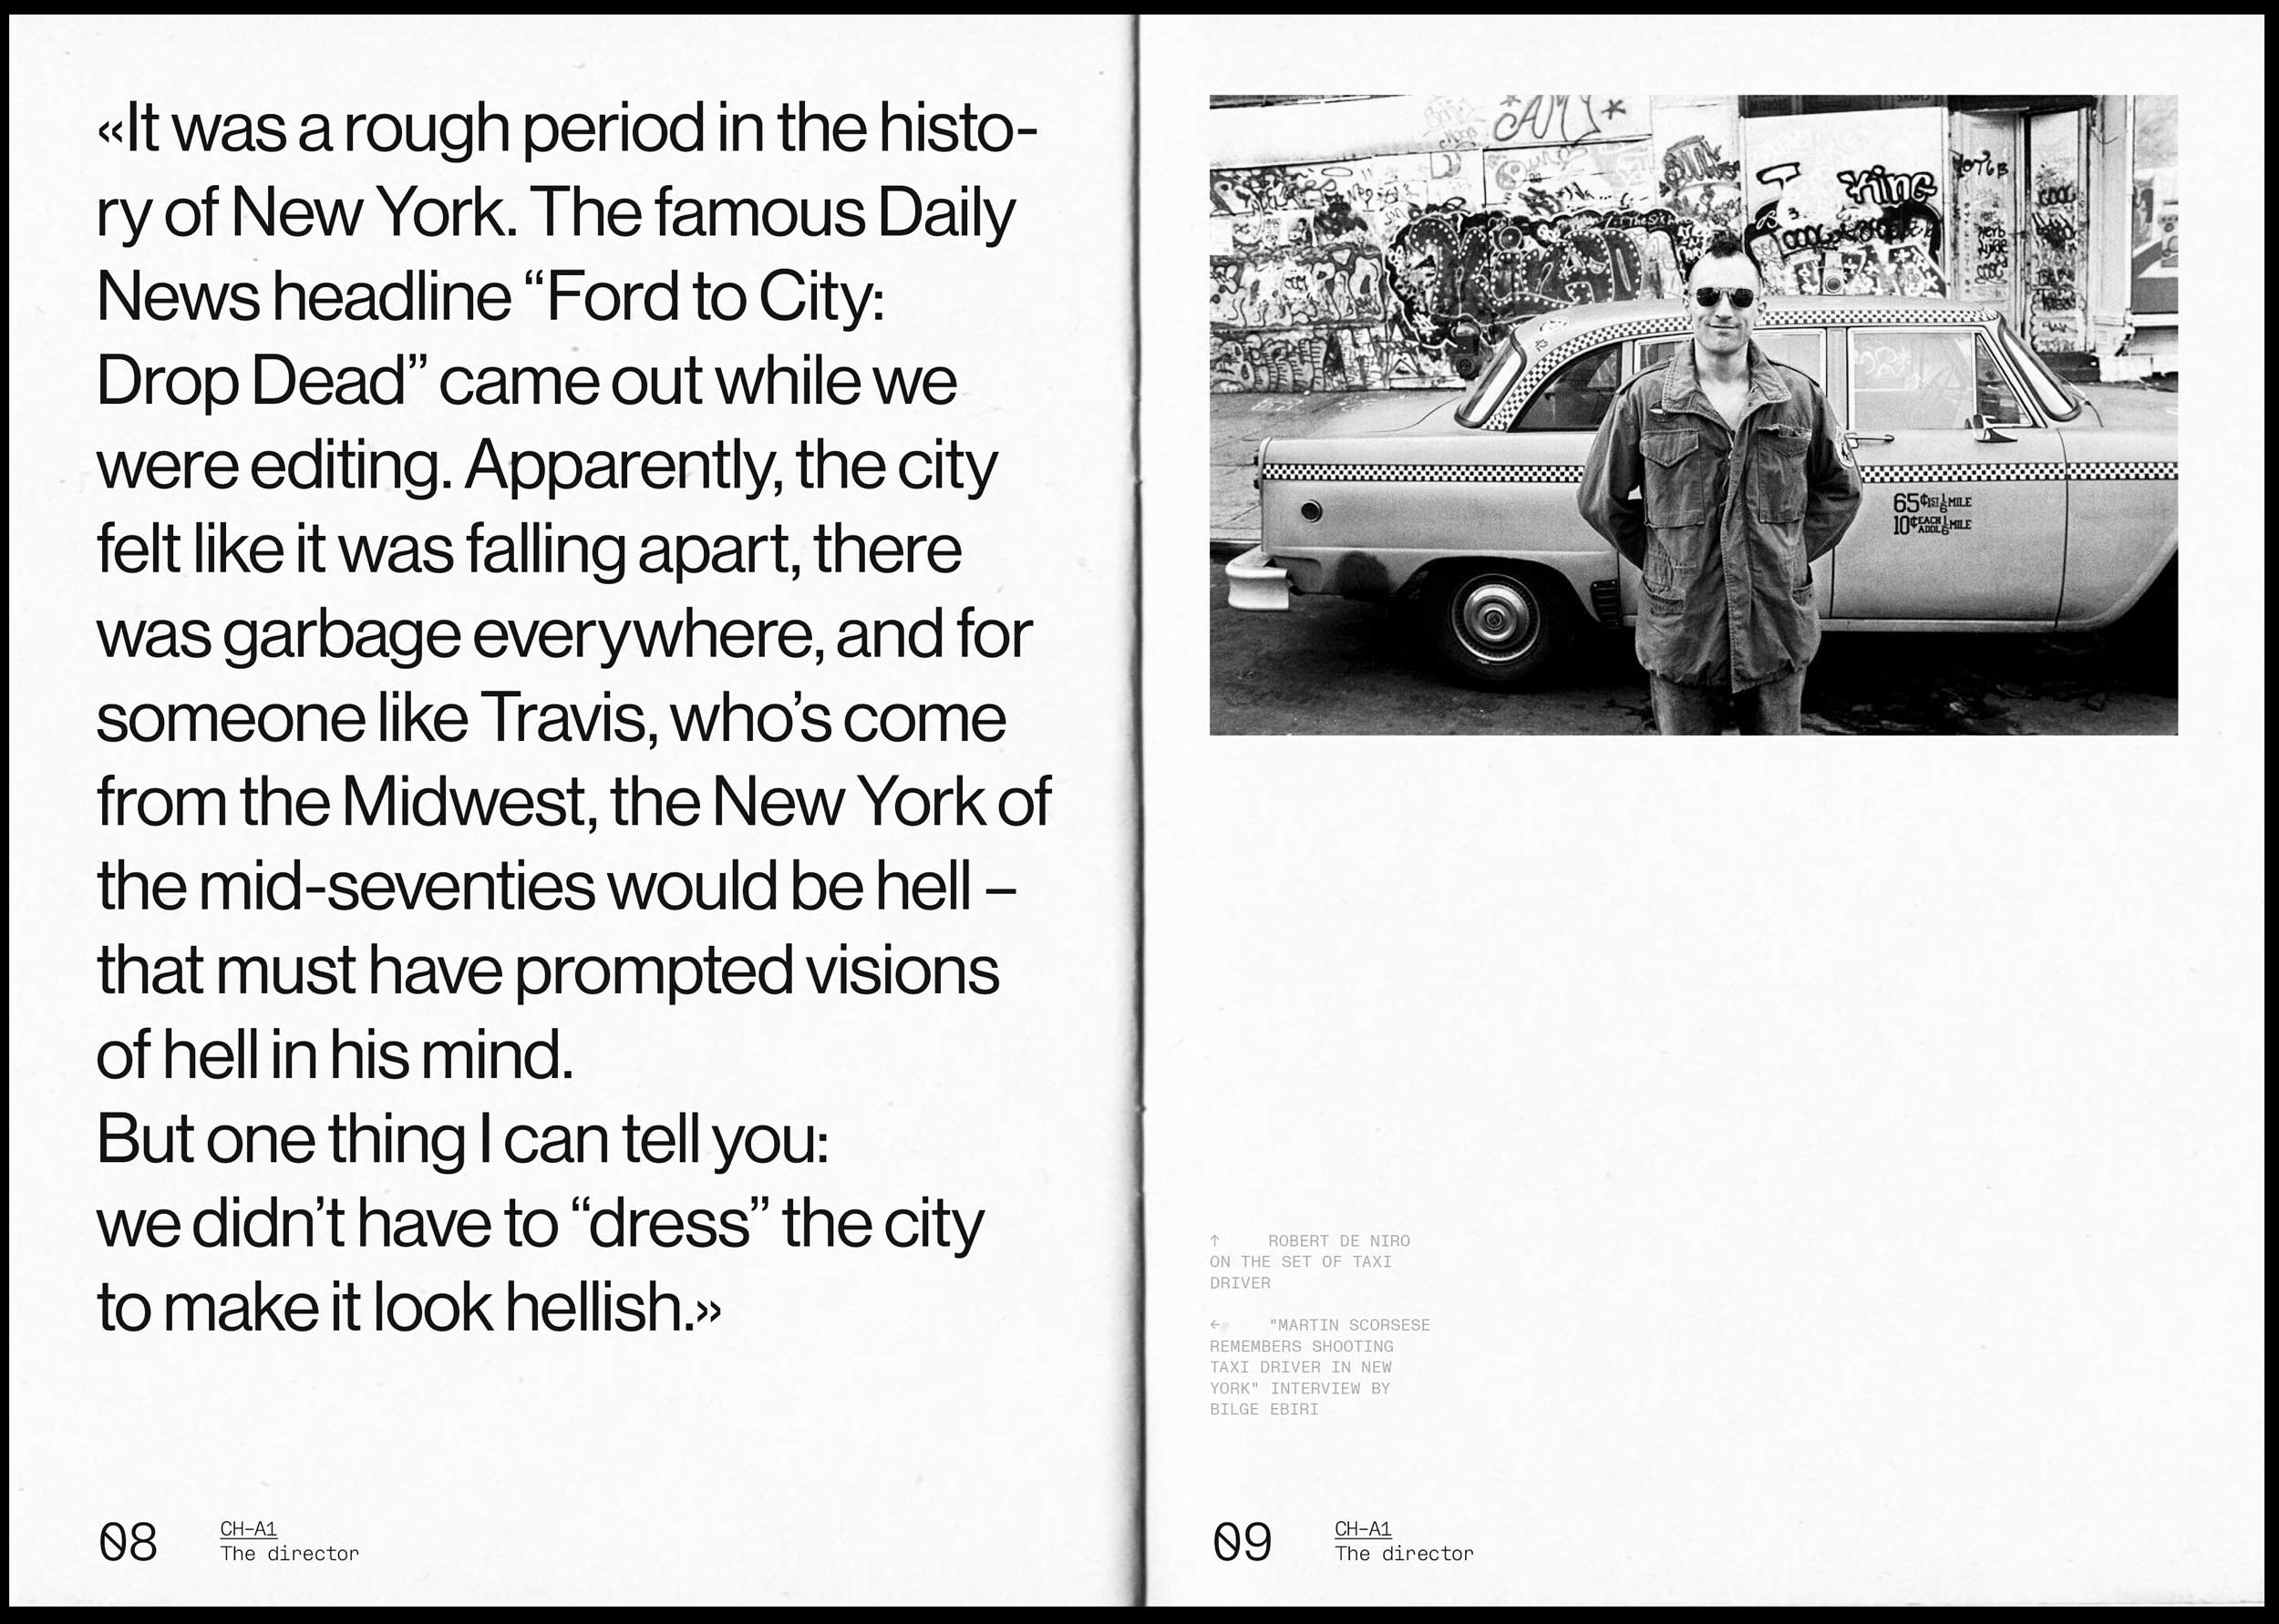 «It was a rough period in the histo-
ry of New York. The famous Daily
News headline “Ford to City:
Drop Dead” came out while we
were editing. Apparently, the city
felt like it was falling apart, there
was garbage everywhere, and for
someone like Travis, who’s come
from the Midwest, the New York of
the mid-seventies would be hell –
that must have prompted visions
of hell in his mind.
But one thing I can tell you:
we didn’t have to “dress” the city
to make it look hellish.»
08
CH–A1
The director
AMY
King
COOL
65¢ 1ST 1/6 MILE
10¢ EACH ADDL 1/6 MILE
↑ ROBERT DE NIRO
ON THE SET OF TAXI
DRIVER
← "MARTIN SCORSESE
REMEMBERS SHOOTING
TAXI DRIVER IN NEW
YORK" INTERVIEW BY
BILGE EBIRI
09
CH–A1
The director